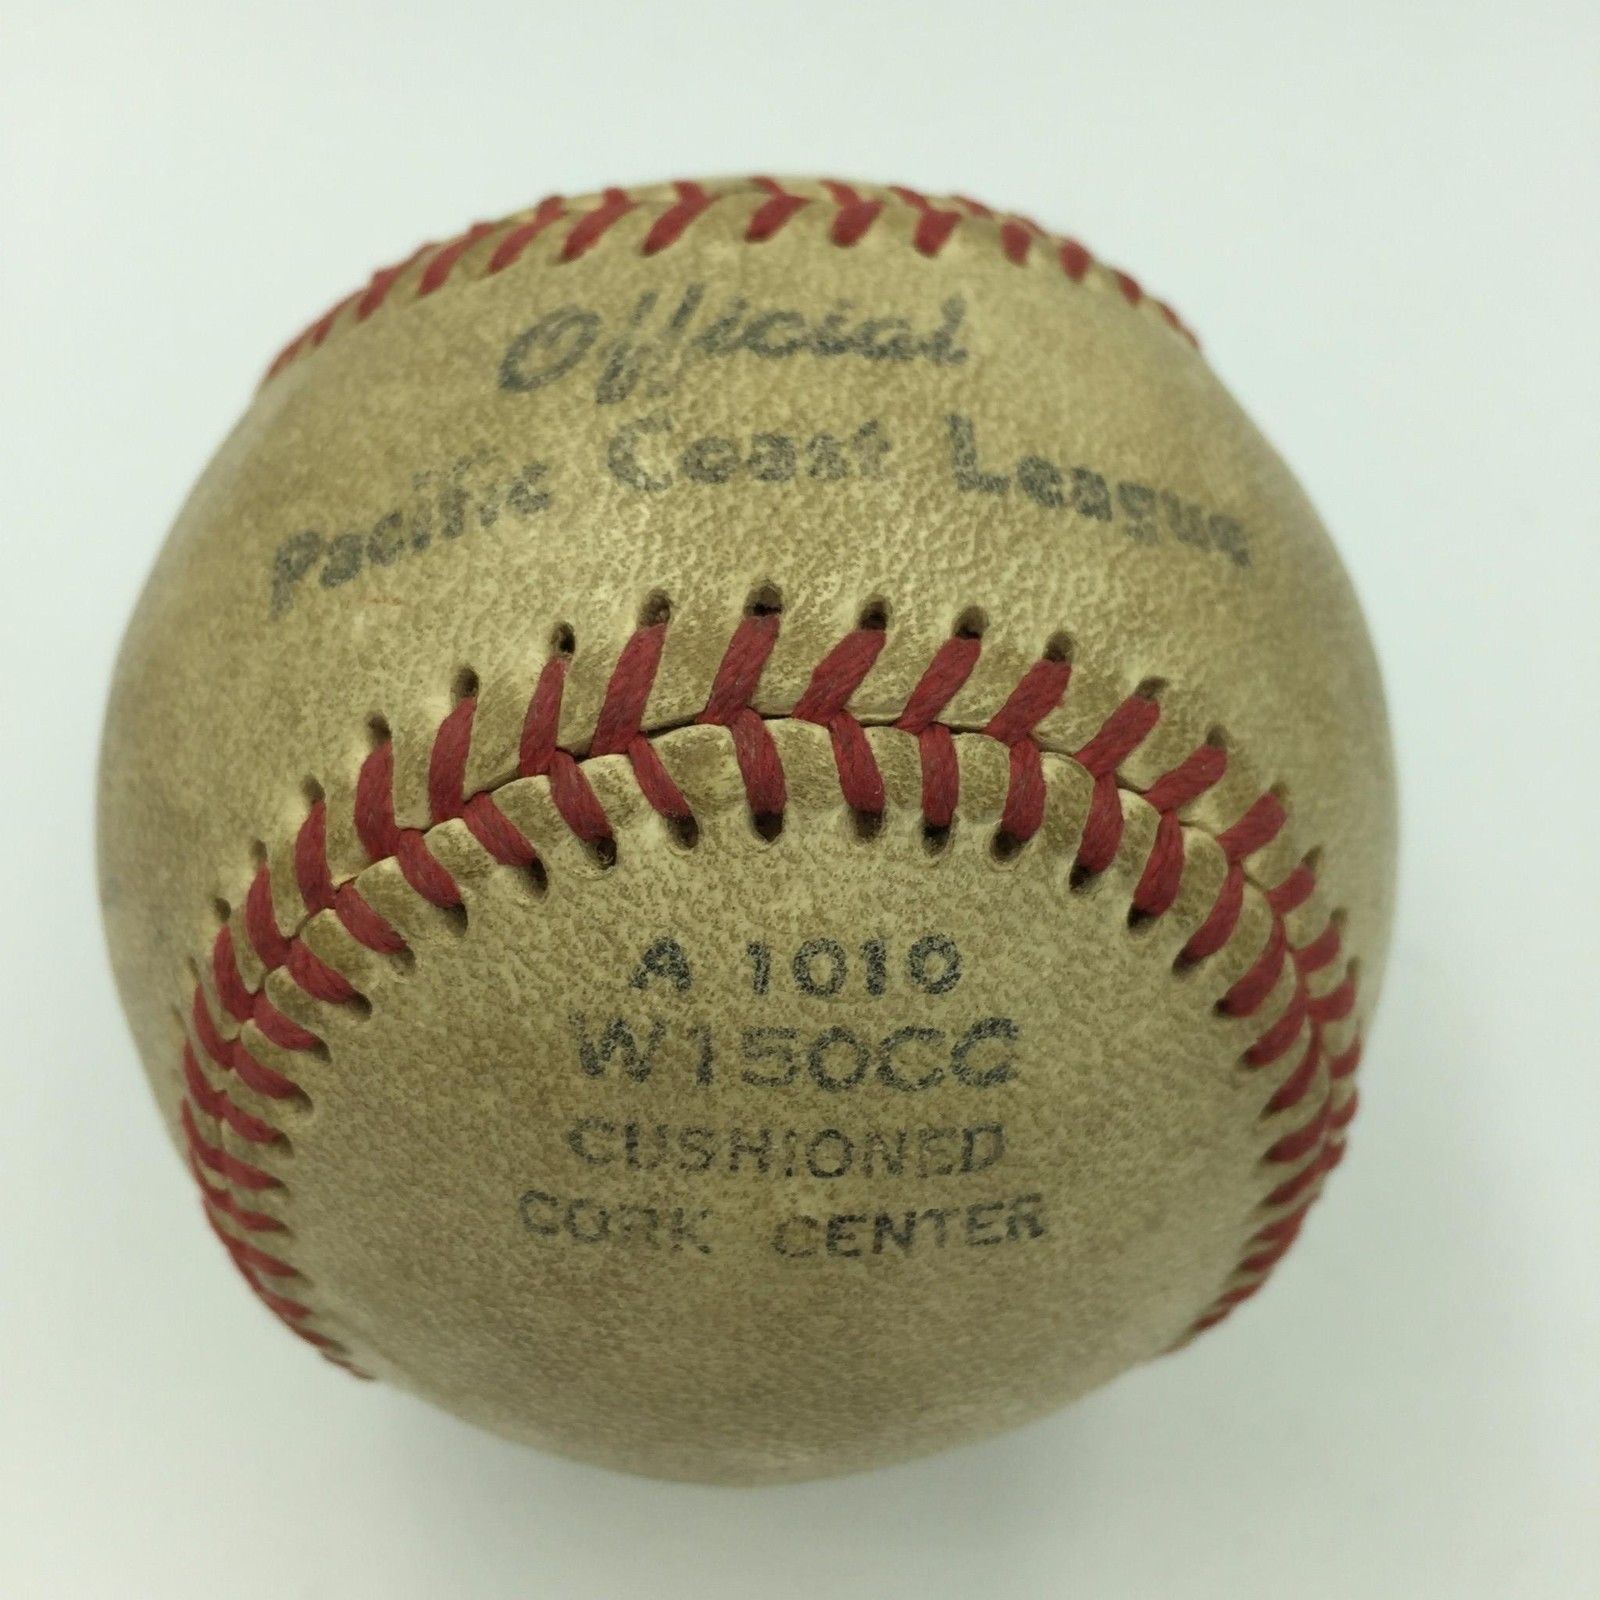 Official
Pacific Coast League
A 1010
W150CC
CUSHIONED
CORK CENTER